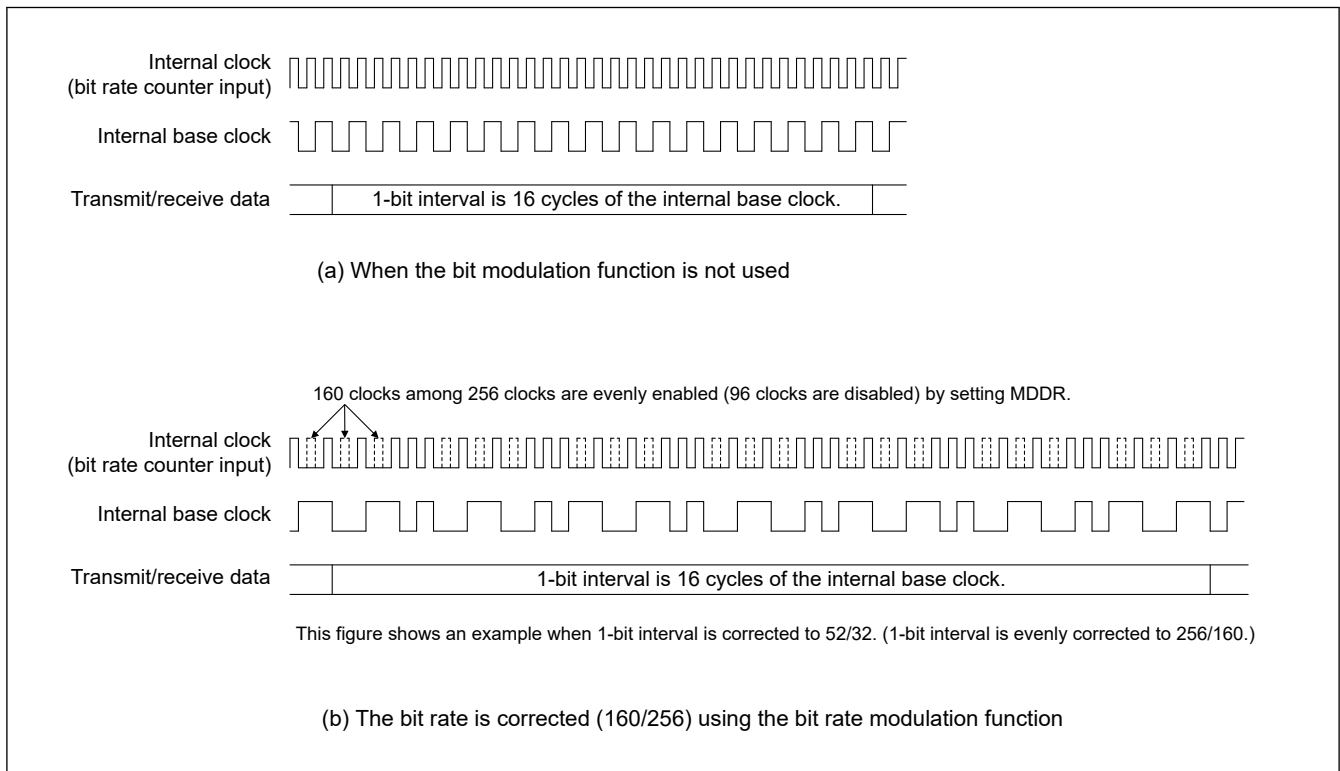 Internal clock
(bit rate counter input)
Internal base clock
Transmit/receive data
1-bit interval is 16 cycles of the internal base clock.
(a) When the bit modulation function is not used
160 clocks among 256 clocks are evenly enabled (96 clocks are disabled) by setting MDDR.
Internal clock
(bit rate counter input)
Internal base clock
Transmit/receive data
1-bit interval is 16 cycles of the internal base clock.
This figure shows an example when 1-bit interval is corrected to 52/32. (1-bit interval is evenly corrected to 256/160.)
(b) The bit rate is corrected (160/256) using the bit rate modulation function